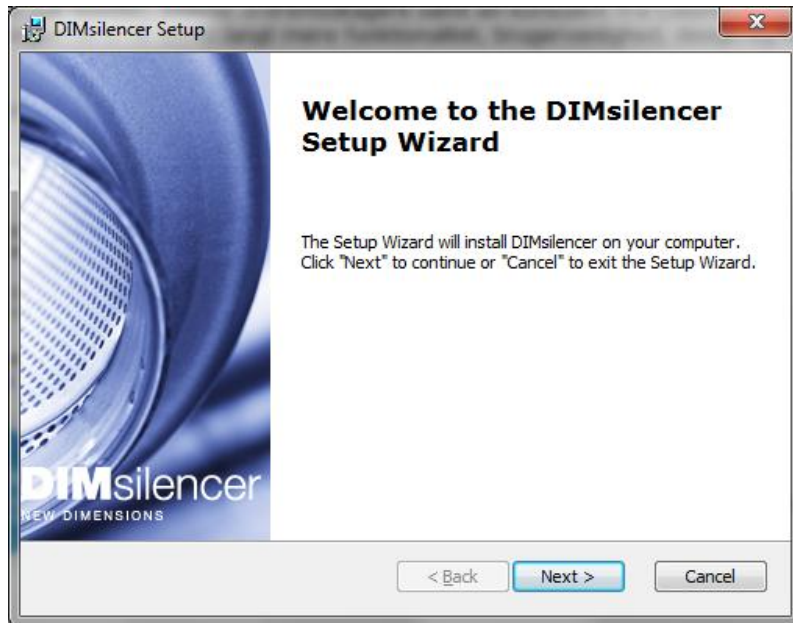 DIMsilencer Setup
Welcome to the DIMsilencer
Setup Wizard
The Setup Wizard will install DIMsilencer on your computer.
Click "Next" to continue or "Cancel" to exit the Setup Wizard.
DIMsilencer
NEW DIMENSIONS
< Back
Next >
Cancel